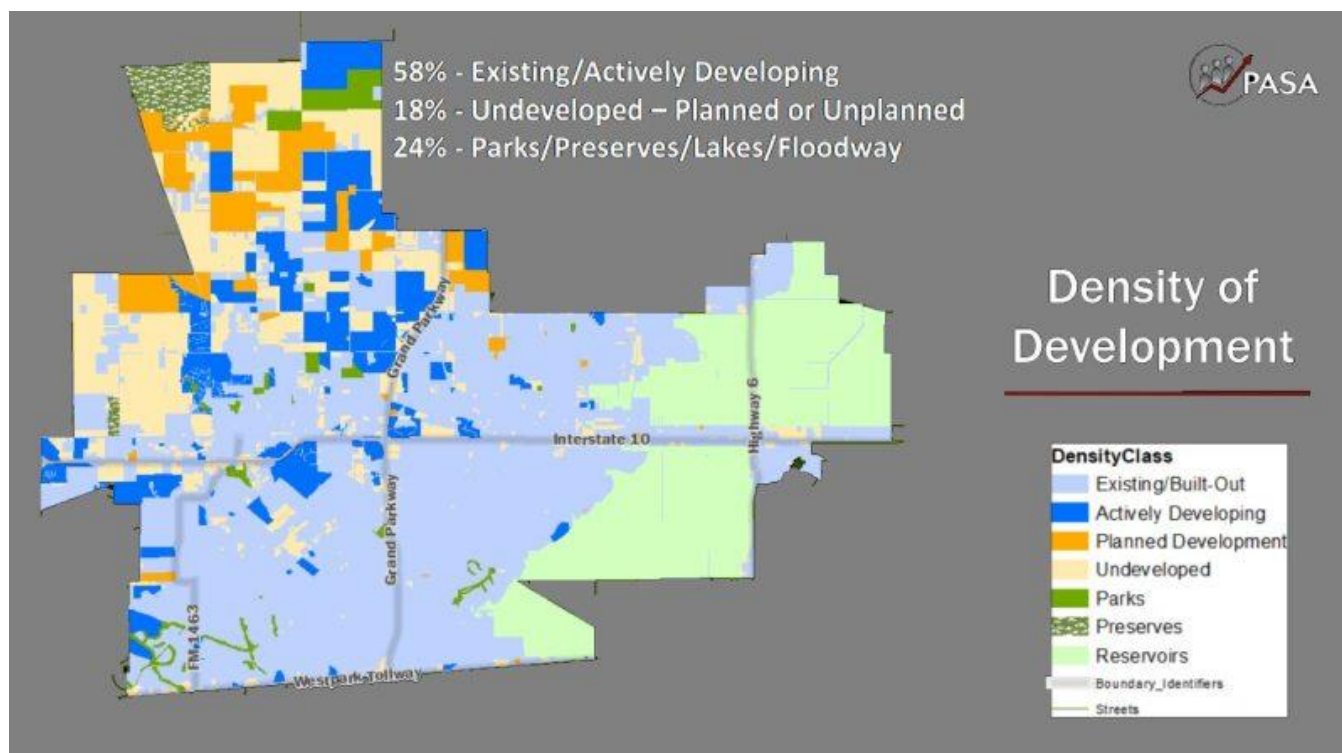 58% - Existing/Actively Developing
18% - Undeveloped – Planned or Unplanned
24% - Parks/Preserves/Lakes/Floodway
PASA
Density of
Development
Grand Parkway
Highway 6
Interstate 10
Grand Parkway
FM 1463
Westpark Tollway
DensityClass
Existing/Built-Out
Actively Developing
Planned Development
Undeveloped
Parks
Preserves
Reservoirs
Boundary_Identifiers
Streets